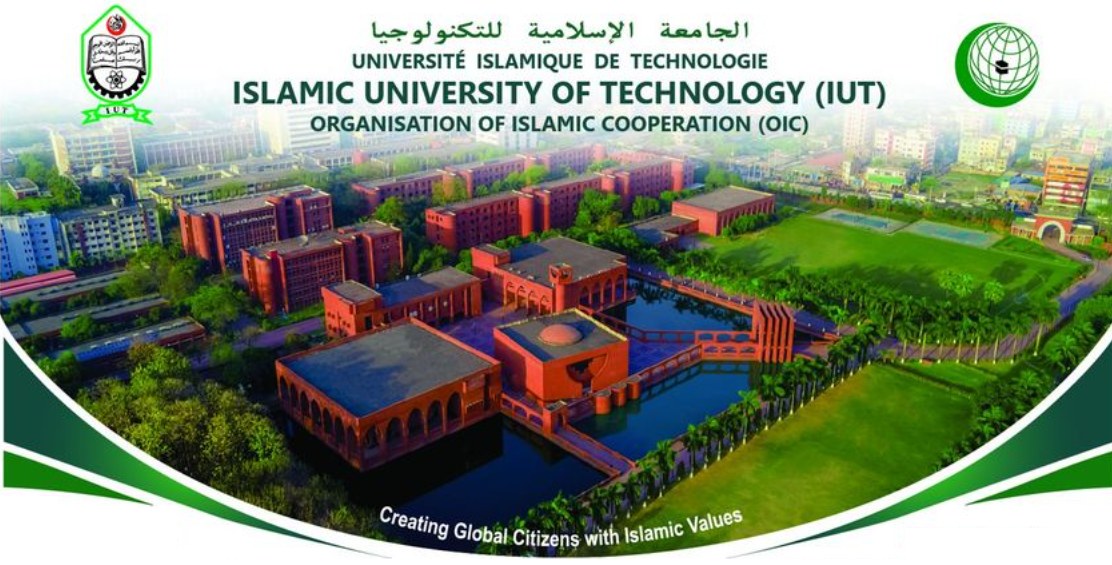 الجامعة الإسلامية للتكنولوجيا
UNIVERSITÉ ISLAMIQUE DE TECHNOLOGIE
ISLAMIC UNIVERSITY OF TECHNOLOGY (IUT)
ORGANISATION OF ISLAMIC COOPERATION (OIC)
IUT
Creating Global Citizens with Islamic Values